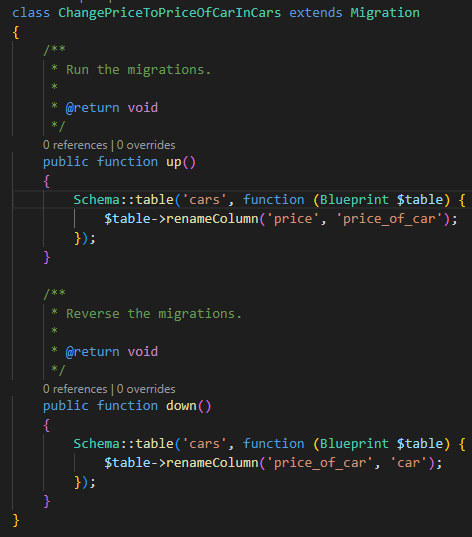 class ChangePriceToPriceOfCarInCars extends Migration
{
    /**
     * Run the migrations.
     *
     * @return void
     */
    0 references | 0 overrides
    public function up()
    {
        Schema::table('cars', function (Blueprint $table) {
            $table->renameColumn('price', 'price_of_car');
        });
    }

    /**
     * Reverse the migrations.
     *
     * @return void
     */
    0 references | 0 overrides
    public function down()
    {
        Schema::table('cars', function (Blueprint $table) {
            $table->renameColumn('price_of_car', 'car');
        });
    }
}